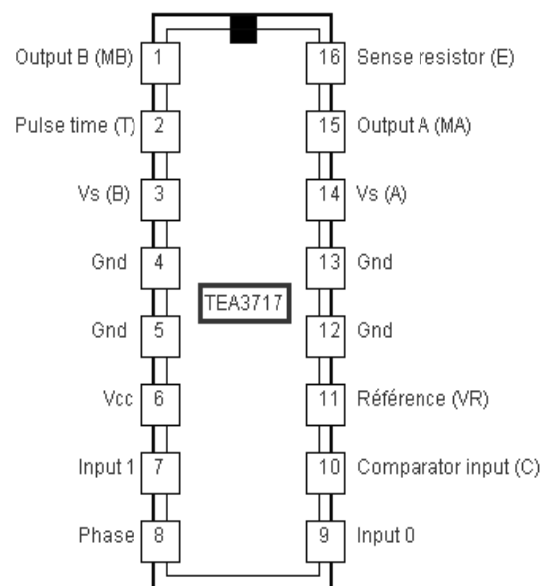 Output B (MB) 1 16 Sense resistor (E)
Pulse time (T) 2 15 Output A (MA)
Vs (B) 3 14 Vs (A)
Gnd 4 13 Gnd
TEA3717
Gnd 5 12 Gnd
Vcc 6 11 Référence (VR)
Input 1 7 10 Comparator input (C)
Phase 8 9 Input 0